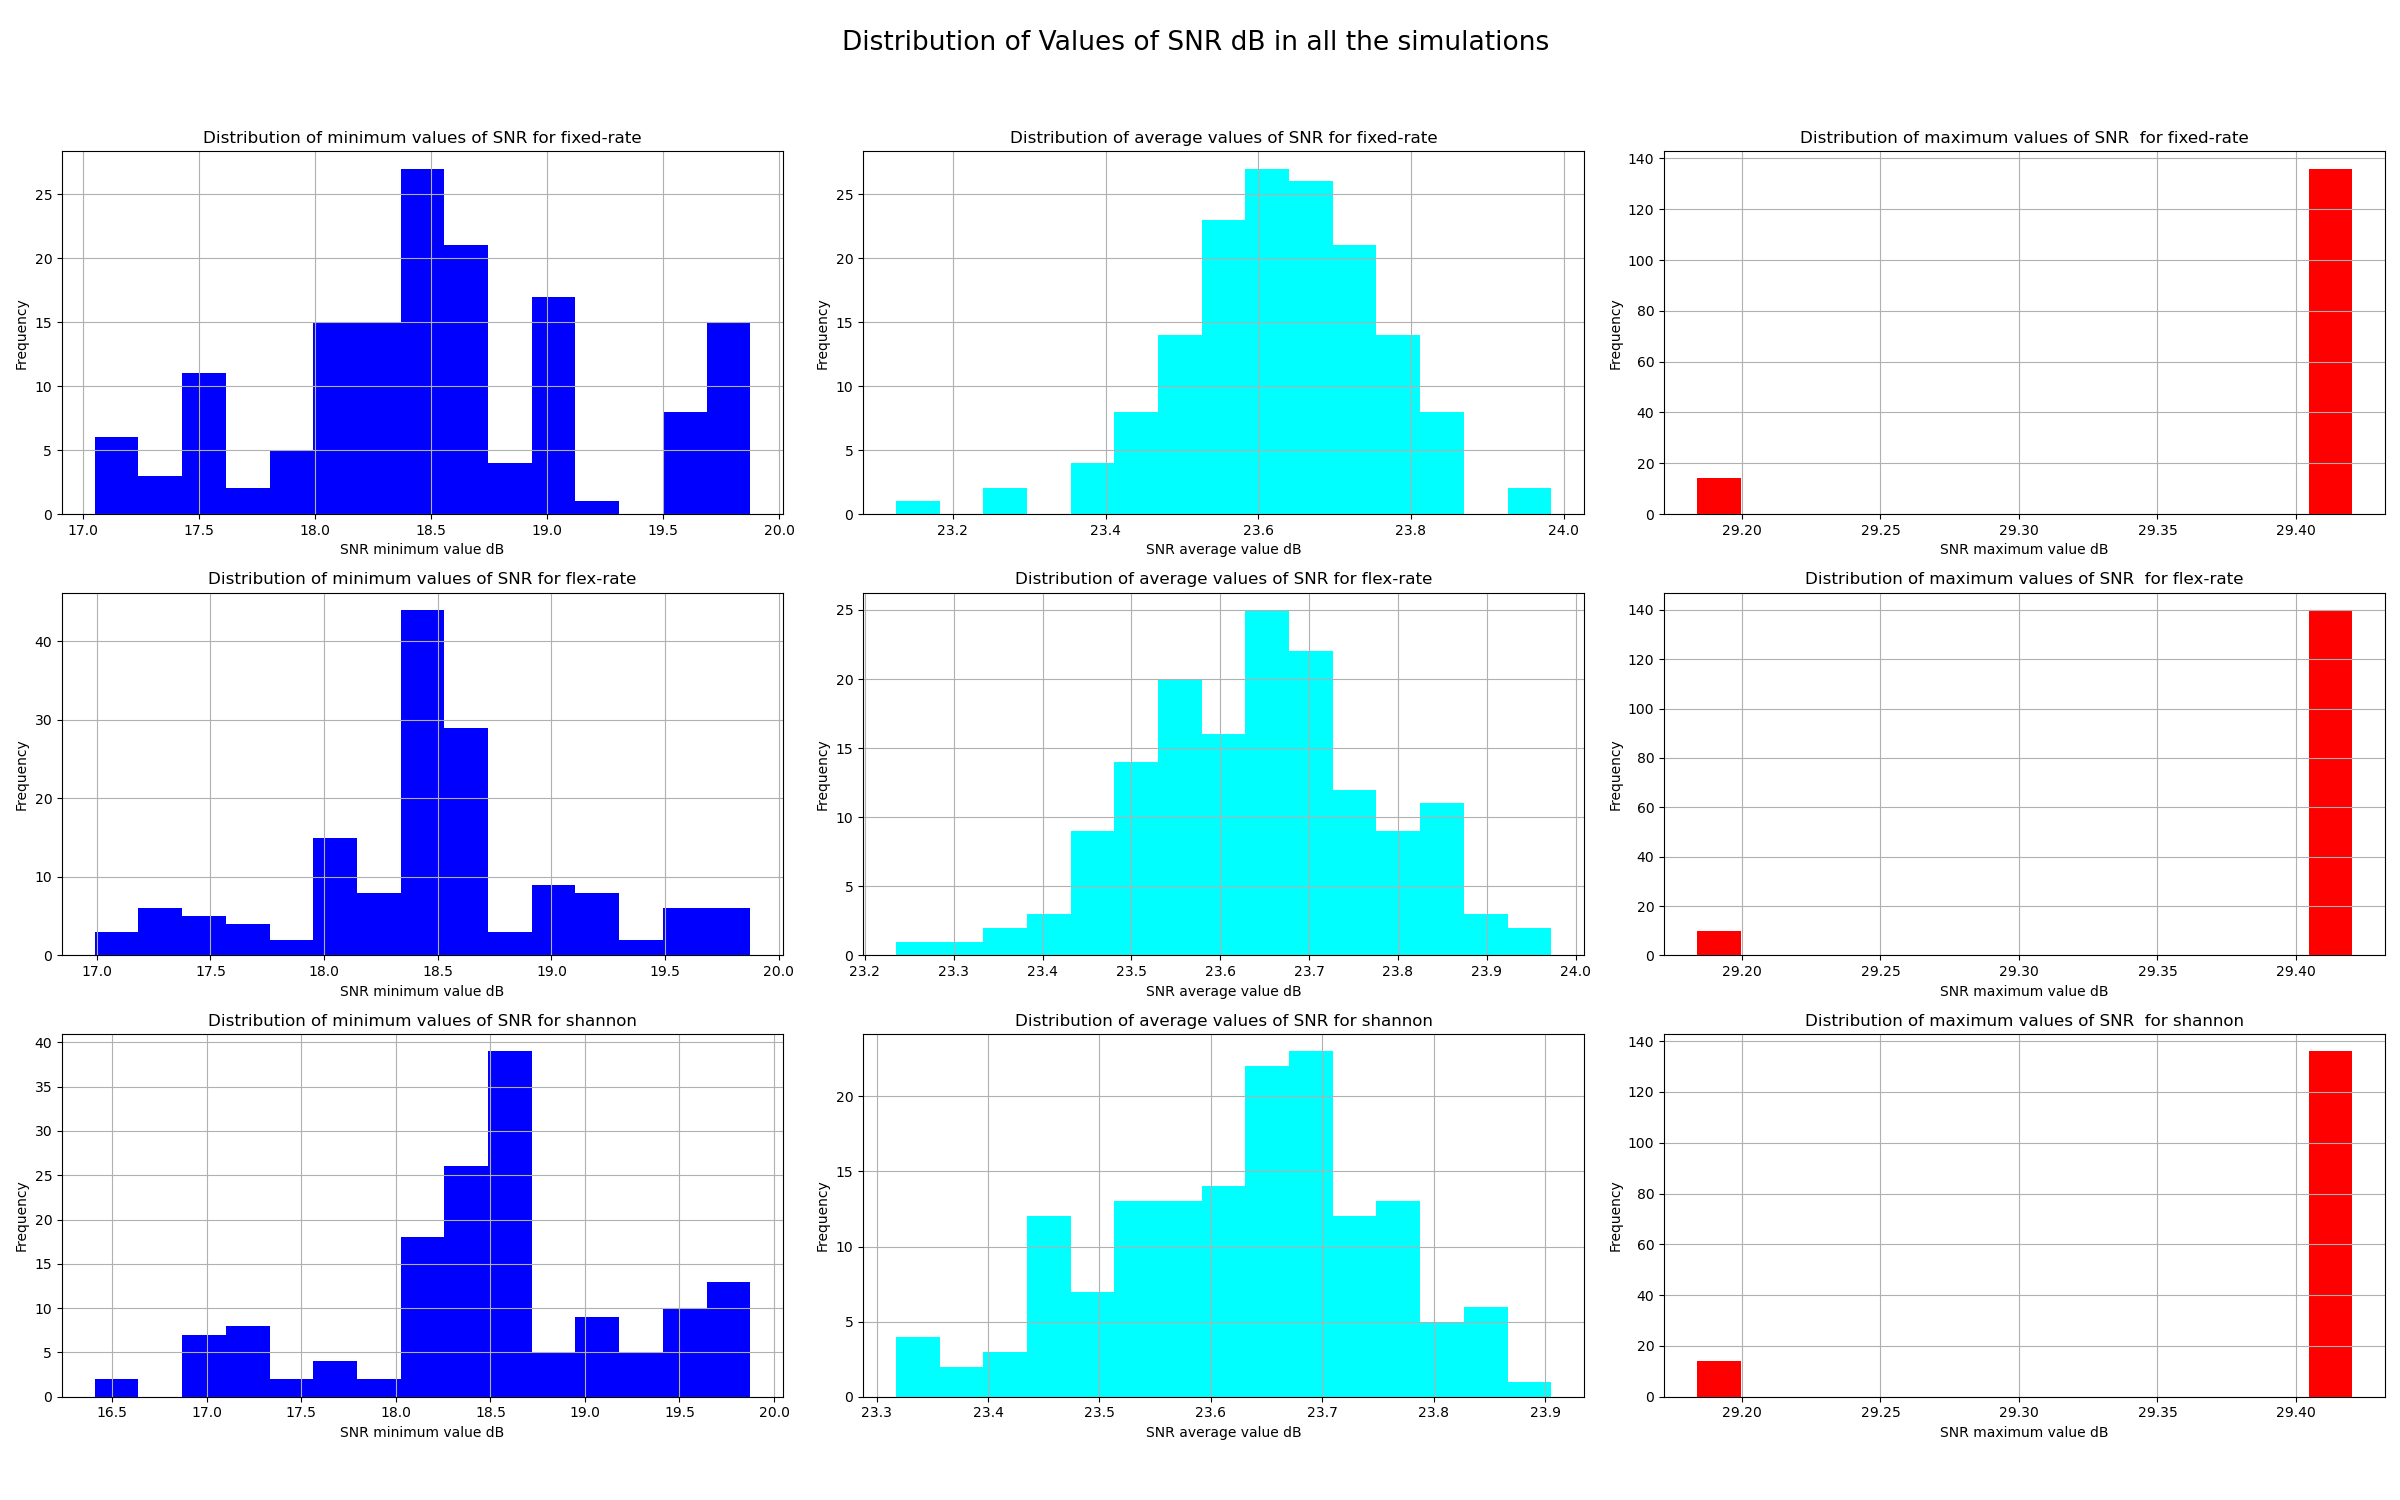 Distribution of Values of SNR dB in all the simulations
Distribution of minimum values of SNR for fixed-rate
Frequency
25
20
15
10
5
0
17.0 17.5 18.0 18.5 19.0 19.5 20.0
SNR minimum value dB
Distribution of average values of SNR for fixed-rate
Frequency
25
20
15
10
5
0
23.2 23.4 23.6 23.8 24.0
SNR average value dB
Distribution of maximum values of SNR  for fixed-rate
Frequency
140
120
100
80
60
40
20
0
29.20 29.25 29.30 29.35 29.40
SNR maximum value dB
Distribution of minimum values of SNR for flex-rate
Frequency
40
30
20
10
0
17.0 17.5 18.0 18.5 19.0 19.5 20.0
SNR minimum value dB
Distribution of average values of SNR for flex-rate
Frequency
25
20
15
10
5
0
23.2 23.3 23.4 23.5 23.6 23.7 23.8 23.9 24.0
SNR average value dB
Distribution of maximum values of SNR  for flex-rate
Frequency
140
120
100
80
60
40
20
0
29.20 29.25 29.30 29.35 29.40
SNR maximum value dB
Distribution of minimum values of SNR for shannon
Frequency
40
35
30
25
20
15
10
5
0
16.5 17.0 17.5 18.0 18.5 19.0 19.5 20.0
SNR minimum value dB
Distribution of average values of SNR for shannon
Frequency
20
15
10
5
0
23.3 23.4 23.5 23.6 23.7 23.8 23.9
SNR average value dB
Distribution of maximum values of SNR  for shannon
Frequency
140
120
100
80
60
40
20
0
29.20 29.25 29.30 29.35 29.40
SNR maximum value dB